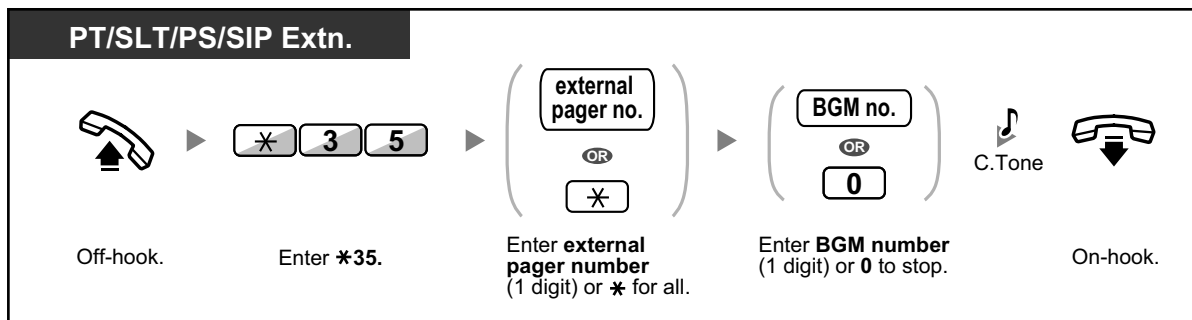 PT/SLT/PS/SIP Extn.
Off-hook.
* 3 5
Enter *35.
external
pager no.
OR
*
Enter external
pager number
(1 digit) or * for all.
BGM no.
OR
0
Enter BGM number
(1 digit) or 0 to stop.
C.Tone
On-hook.